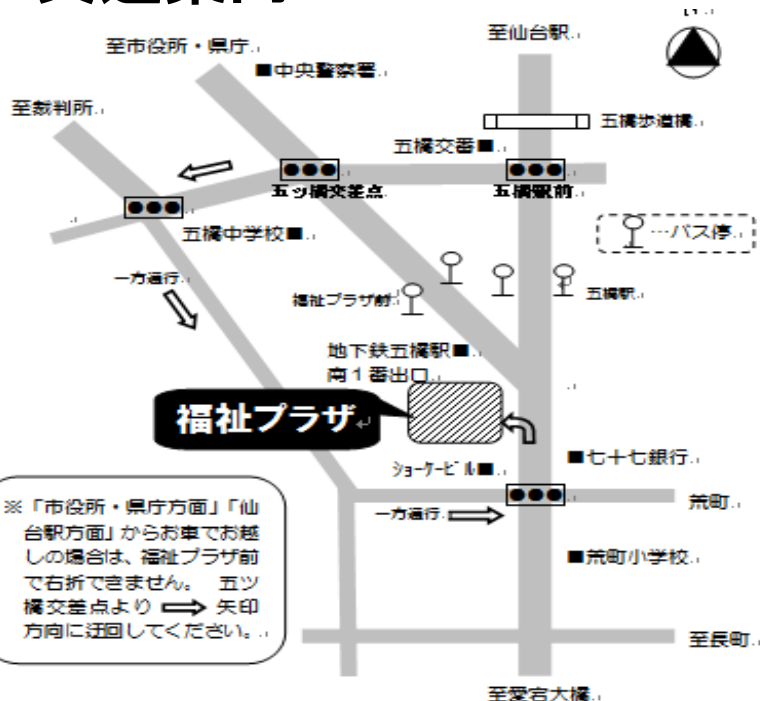 至仙台駅
至市役所・県庁
■中央警察署
至裁判所
五橋歩道橋
五橋交番■
五ツ橋交差点
五橋駅前
五橋中学校■
…バス停
一方通行
福祉プラザ前
五橋駅
地下鉄五橋駅■
南１番出口
福祉プラザ
ｼｮｰｹｰﾋﾞﾙ■
■七十七銀行
荒町
一方通行
※「市役所・県庁方面」「仙
台駅方面」からお車でお越
しの場合は、福祉プラザ前
で右折できません。　五ツ
橋交差点より ⇨ 矢印
方向に迂回してください。
■荒町小学校
至長町
至愛宕大橋